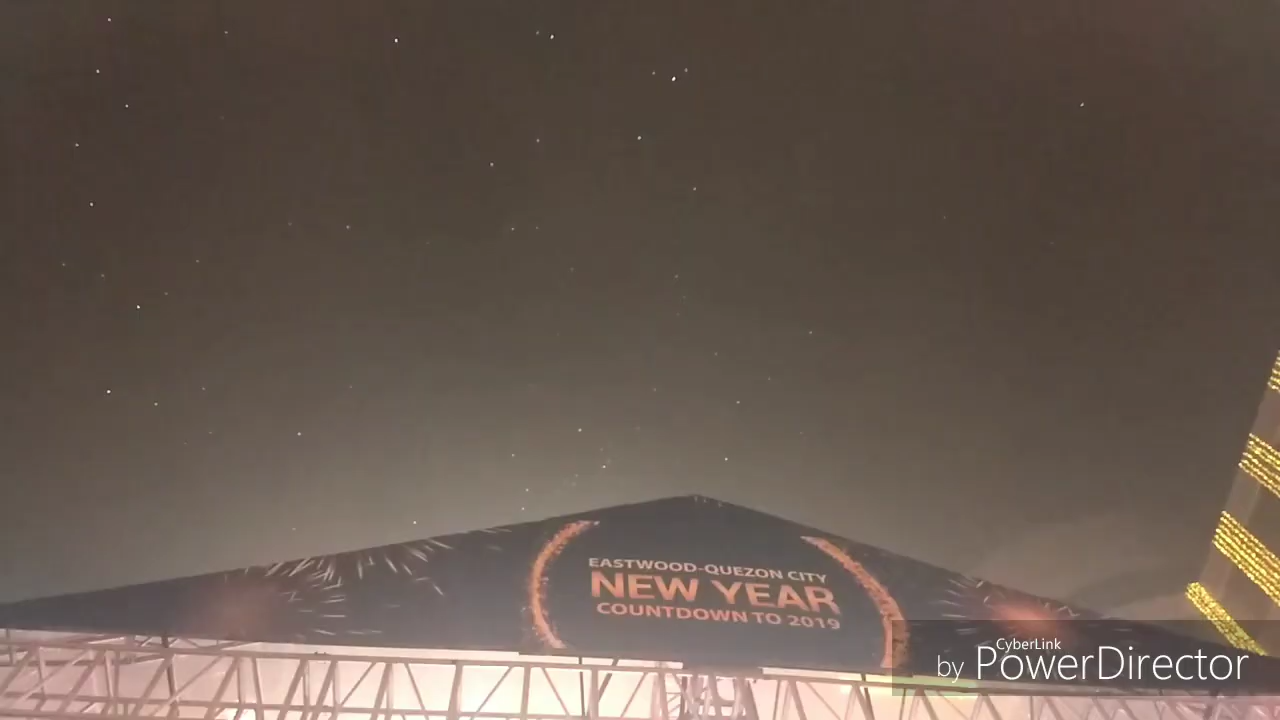 EASTWOOD-QUEZON CITY
NEW YEAR
COUNTDOWN TO 2019
CyberLink
by PowerDirector